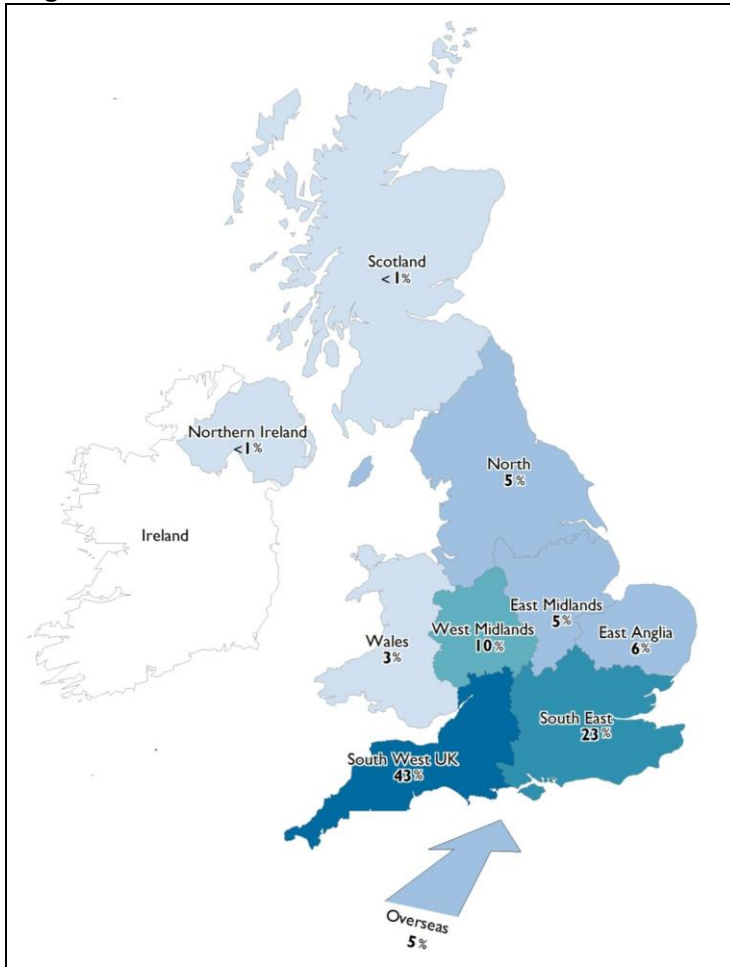 Scotland
< 1%
Northern Ireland
<1%
North
5%
Ireland
East Midlands
5%
West Midlands
10%
East Anglia
6%
Wales
3%
South East
23%
South West UK
43%
Overseas
5%